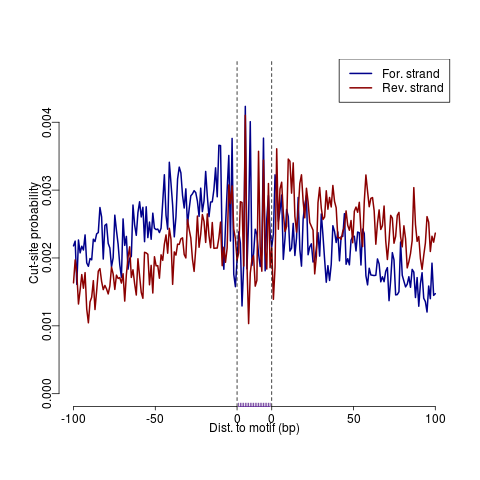 For. strand
Rev. strand
Cut-site probability
0.004
0.003
0.002
0.001
0.000
-100 -50 0 0 50 100
Dist. to motif (bp)